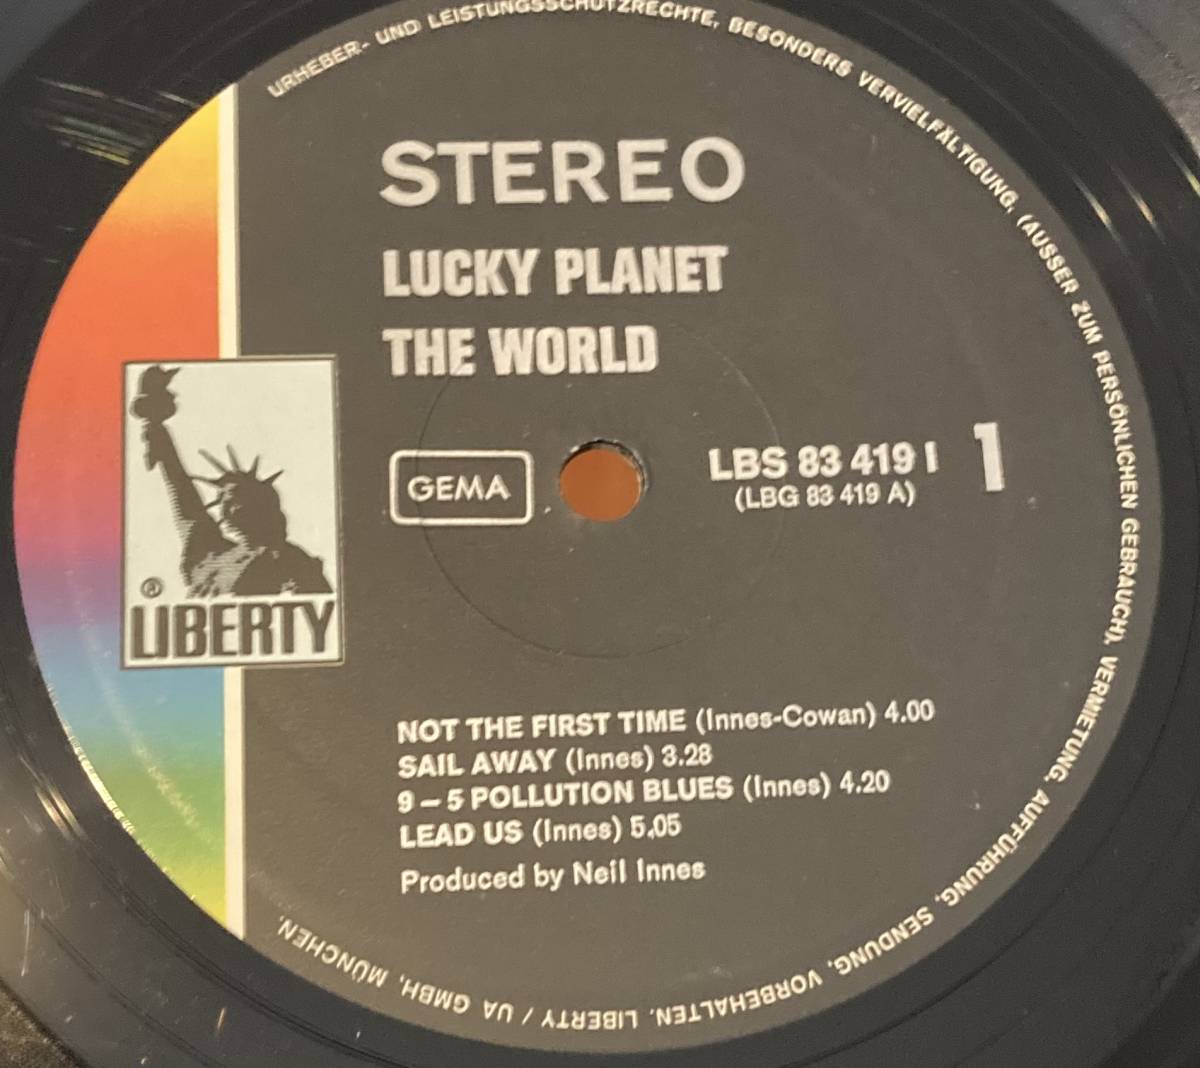 URHEBER- UND LEISTUNGSSCHUTZRECHTE, BESONDERS VERVIELFÄLTIGUNG, (AUSSER ZUM PERSÖNLICHEN GEBRAUCH), VERMIETUNG, AUFFÜHRUNG, SENDUNG, VORBEHALTEN. LIBERTY / UA GMBH, MÜNCHEN.
STEREO
LUCKY PLANET
THE WORLD
GEMA
LBS 83 419 I
1
(LBG 83 419 A)
®
LIBERTY
NOT THE FIRST TIME (Innes-Cowan) 4.00
SAIL AWAY (Innes) 3.28
9 – 5 POLLUTION BLUES (Innes) 4.20
LEAD US (Innes) 5.05
Produced by Neil Innes